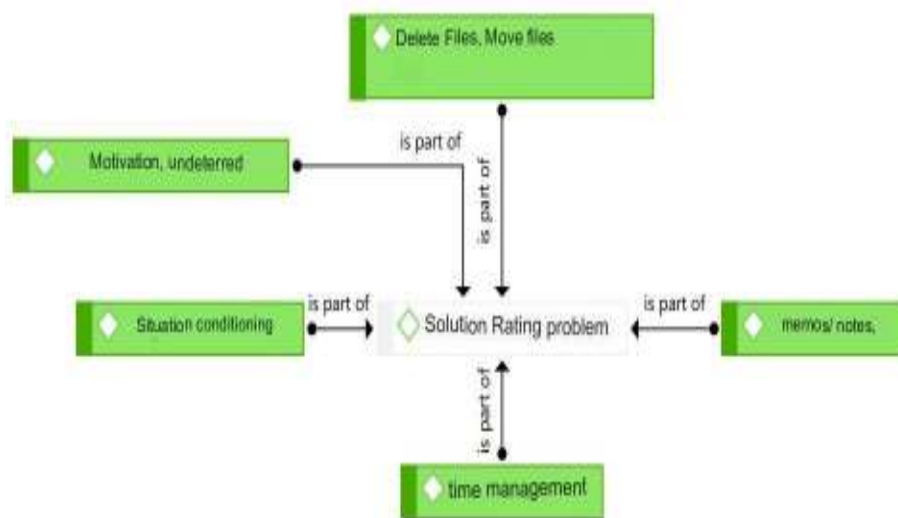 Delete Files, Move files
is part of
Motivation, undeterred
is part of
is part of
Situation conditioning
Solution Rating problem
is part of
memos/ notes,
is part of
time management